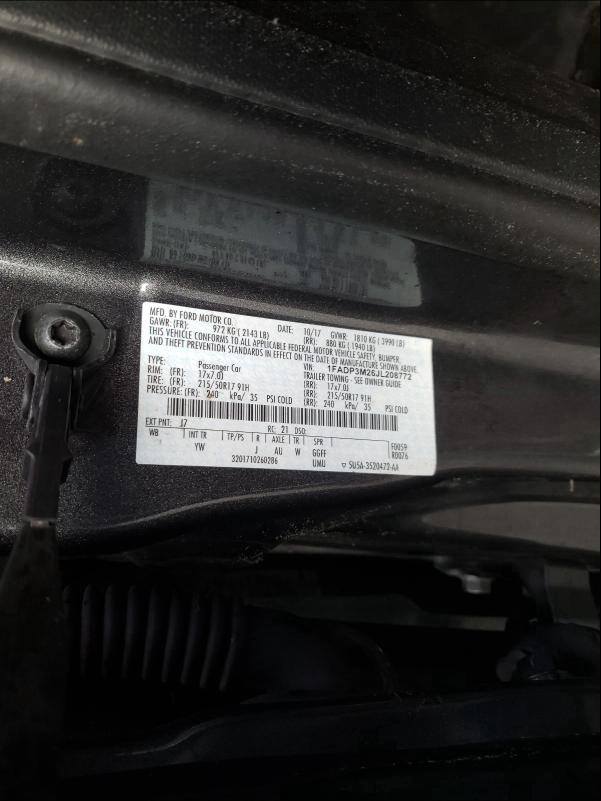 MFD. BY FORD MOTOR CO.
DATE: 10/17 GVWR: 1810 KG ( 3990 LB)
GAWR: (FR): 972 KG ( 2143 LB) (RR): 880 KG ( 1940 LB)
THIS VEHICLE CONFORMS TO ALL APPLICABLE FEDERAL MOTOR VEHICLE SAFETY, BUMPER,
AND THEFT PREVENTION STANDARDS IN EFFECT ON THE DATE OF MANUFACTURE SHOWN ABOVE.
VIN: 1FADP3M26JL208772
TYPE: Passenger Car TRAILER TOWING - SEE OWNER GUIDE
RIM: (FR) 17x7.0J (RR): 17x7.0J
TIRE: (FR): 215/50R17 91H (RR): 215/50R17 91H
PRESSURE: (FR): 240 kPa/ 35 PSI COLD (RR): 240 kPa/ 35 PSI COLD
EXT PNT: J7 RC: 21 DSO:
WB INT TR TP/PS R AXLE TR SPR F0059
YW J AU W GGFF R0076
3201710260286 UMU ▽ 5U5A-3520472-AA